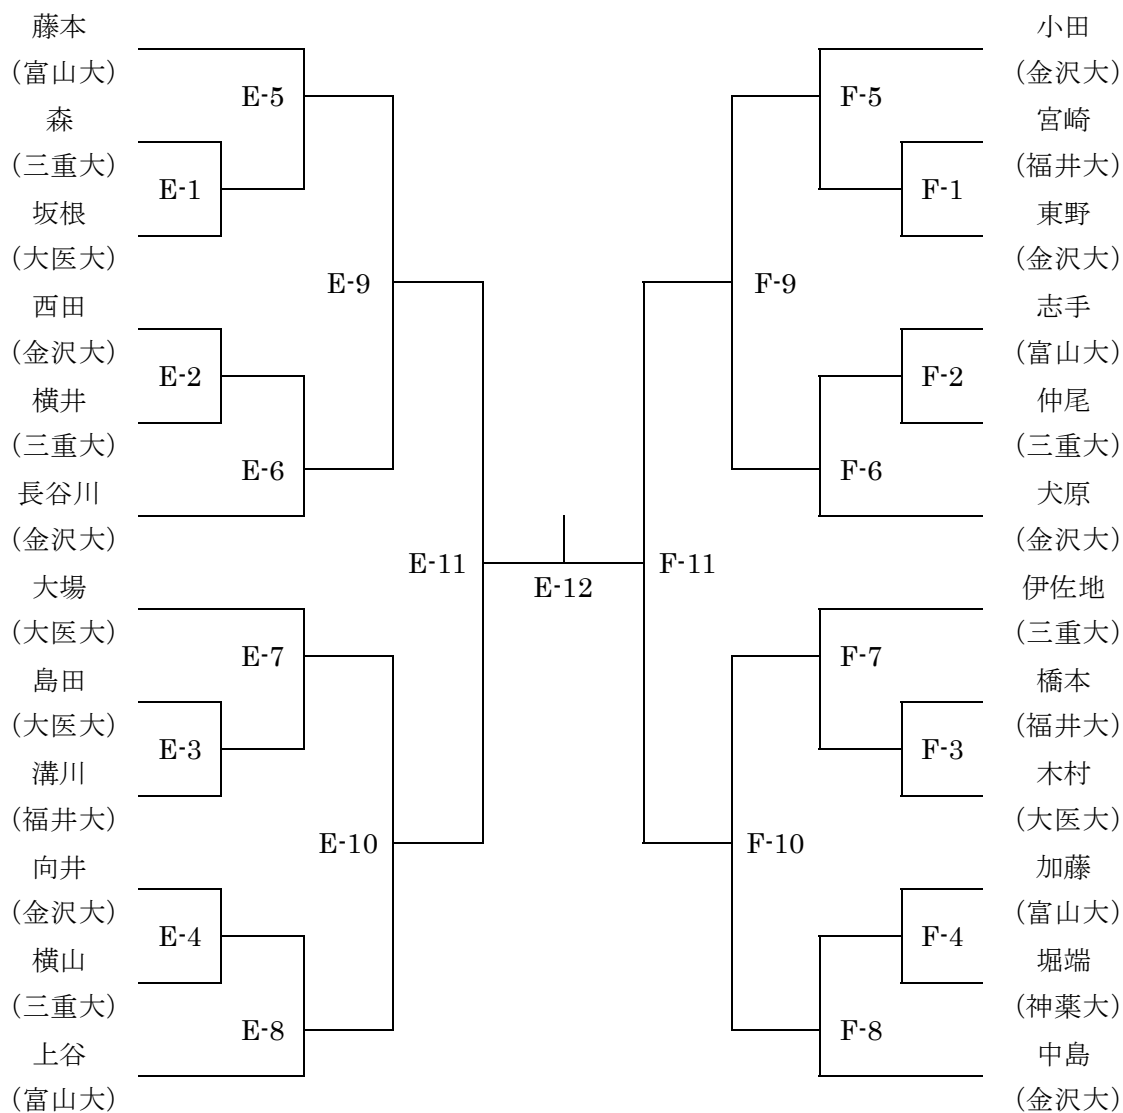 藤本
(富山大)
E-5
森
(三重大)
E-1
坂根
(大医大)
E-9
西田
(金沢大)
E-2
横井
(三重大)
E-6
長谷川
(金沢大)
E-11
大場
(大医大)
E-7
島田
(大医大)
E-3
溝川
(福井大)
E-10
向井
(金沢大)
E-4
横山
(三重大)
E-8
上谷
(富山大)
E-12
小田
(金沢大)
F-5
宮崎
(福井大)
F-1
東野
(金沢大)
F-9
志手
(富山大)
F-2
仲尾
(三重大)
F-6
犬原
(金沢大)
F-11
伊佐地
(三重大)
F-7
橋本
(福井大)
F-3
木村
(大医大)
F-10
加藤
(富山大)
F-4
堀端
(神薬大)
F-8
中島
(金沢大)